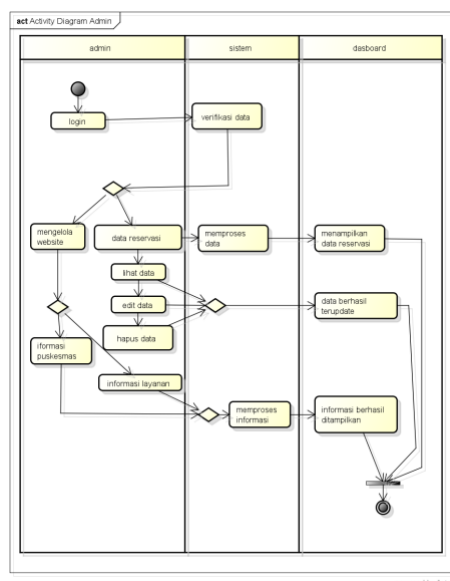 act Activity Diagram Admin
admin
sistem
dasboard
login
verifikasi data
mengelola
website
data reservasi
memproses
data
menampilkan
data reservasi
lihat data
edit data
hapus data
data berhasil
terupdate
iformasi
puskesmas
informasi layanan
memproses
informasi
informasi berhasil
ditampilkan